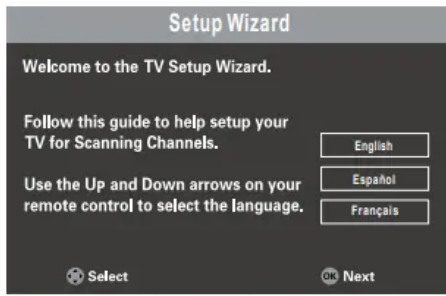 Setup Wizard
Welcome to the TV Setup Wizard.
Follow this guide to help setup your
TV for Scanning Channels.
Use the Up and Down arrows on your
remote control to select the language.
English
Español
Français
Select
OK Next